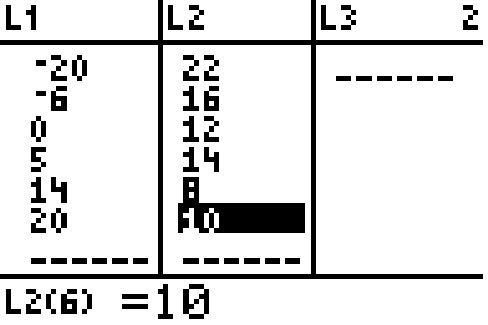 L1 L2 L3 2
-20 22 ------
-6 16
0 12
5 14
14 8
20 10
------ ------
L2(6) =10